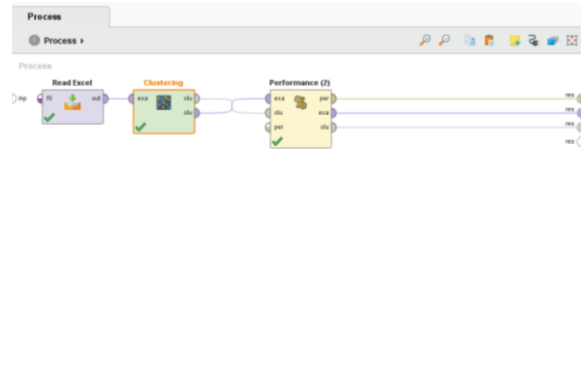 Process
Process
Process
Read Excel
Clustering
Performance (2)
inp
fil
out
exa
clu
clu
exa
clu
per
per
exa
clu
res
res
res
res